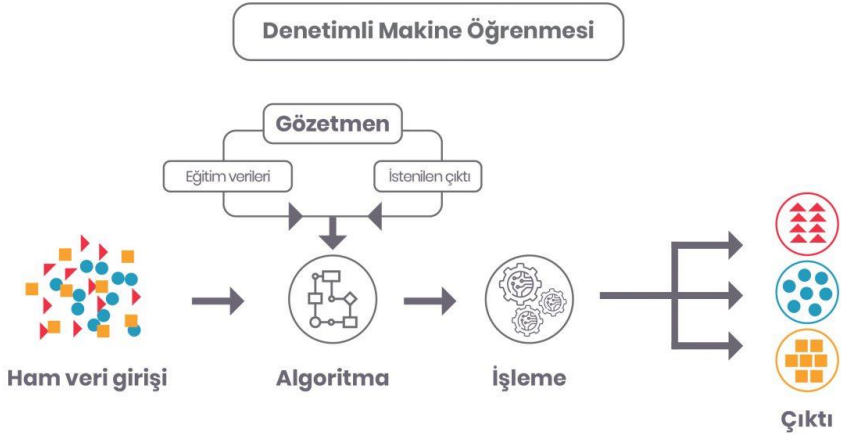 Denetimli Makine Öğrenmesi
Gözetmen
Eğitim verileri
İstenilen çıktı
Ham veri girişi
Algoritma
İşleme
Çıktı